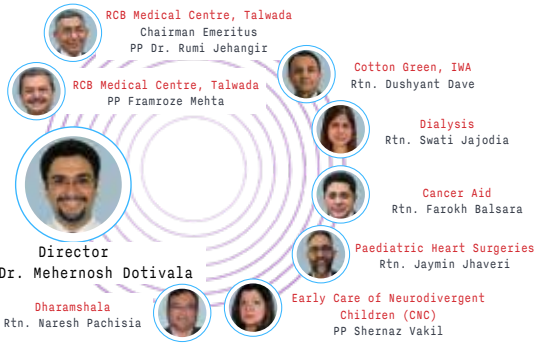 RCB Medical Centre, Talwada
Chairman Emeritus
PP Dr. Rumi Jehangir
RCB Medical Centre, Talwada
PP Framroze Mehta
Cotton Green, IWA
Rtn. Dushyant Dave
Dialysis
Rtn. Swati Jajodia
Cancer Aid
Rtn. Farokh Balsara
Paediatric Heart Surgeries
Rtn. Jaymin Jhaveri
Early Care of Neurodivergent
Children (CNC)
PP Shernaz Vakil
Director
Dr. Mehernosh Dotivala
Dharamshala
Rtn. Naresh Pachisia